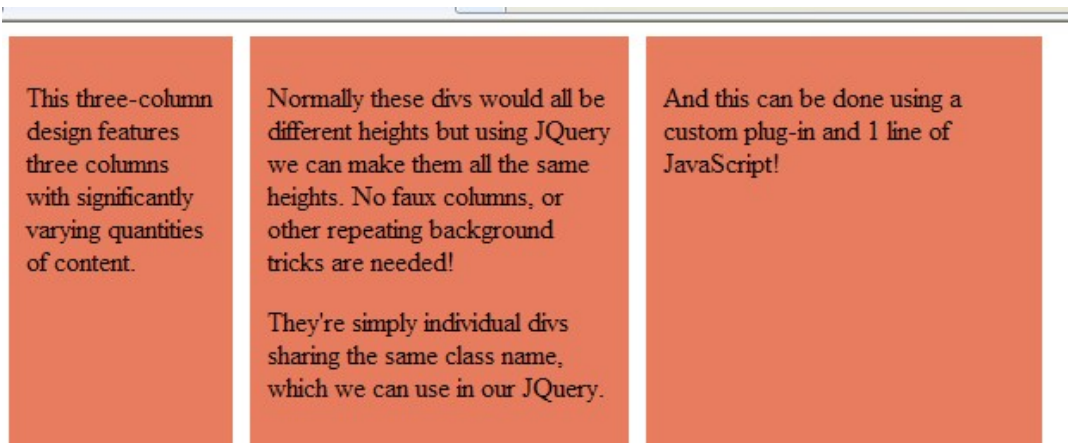 This three-column
design features
three columns
with significantly
varying quantities
of content.
Normally these divs would all be
different heights but using JQuery
we can make them all the same
heights. No faux columns, or
other repeating background
tricks are needed!
They're simply individual divs
sharing the same class name,
which we can use in our JQuery.
And this can be done using a
custom plug-in and 1 line of
JavaScript!